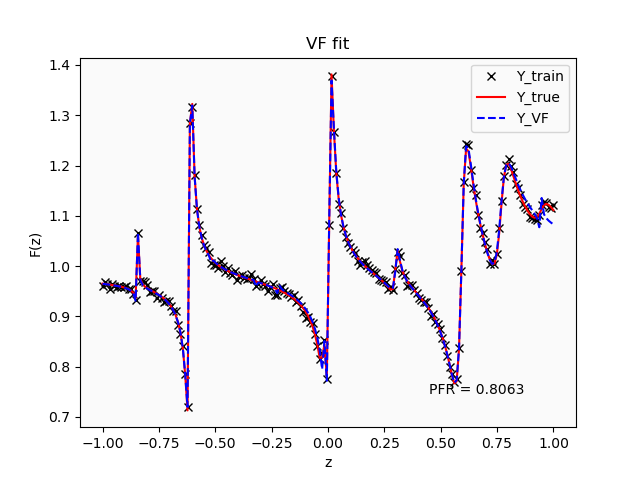 VF fit
1.4
1.3
1.2
1.1
1.0
0.9
0.8
0.7
F(z)
Y_train
Y_true
Y_VF
PFR = 0.8063
−1.00 −0.75 −0.50 −0.25 0.00 0.25 0.50 0.75 1.00
z